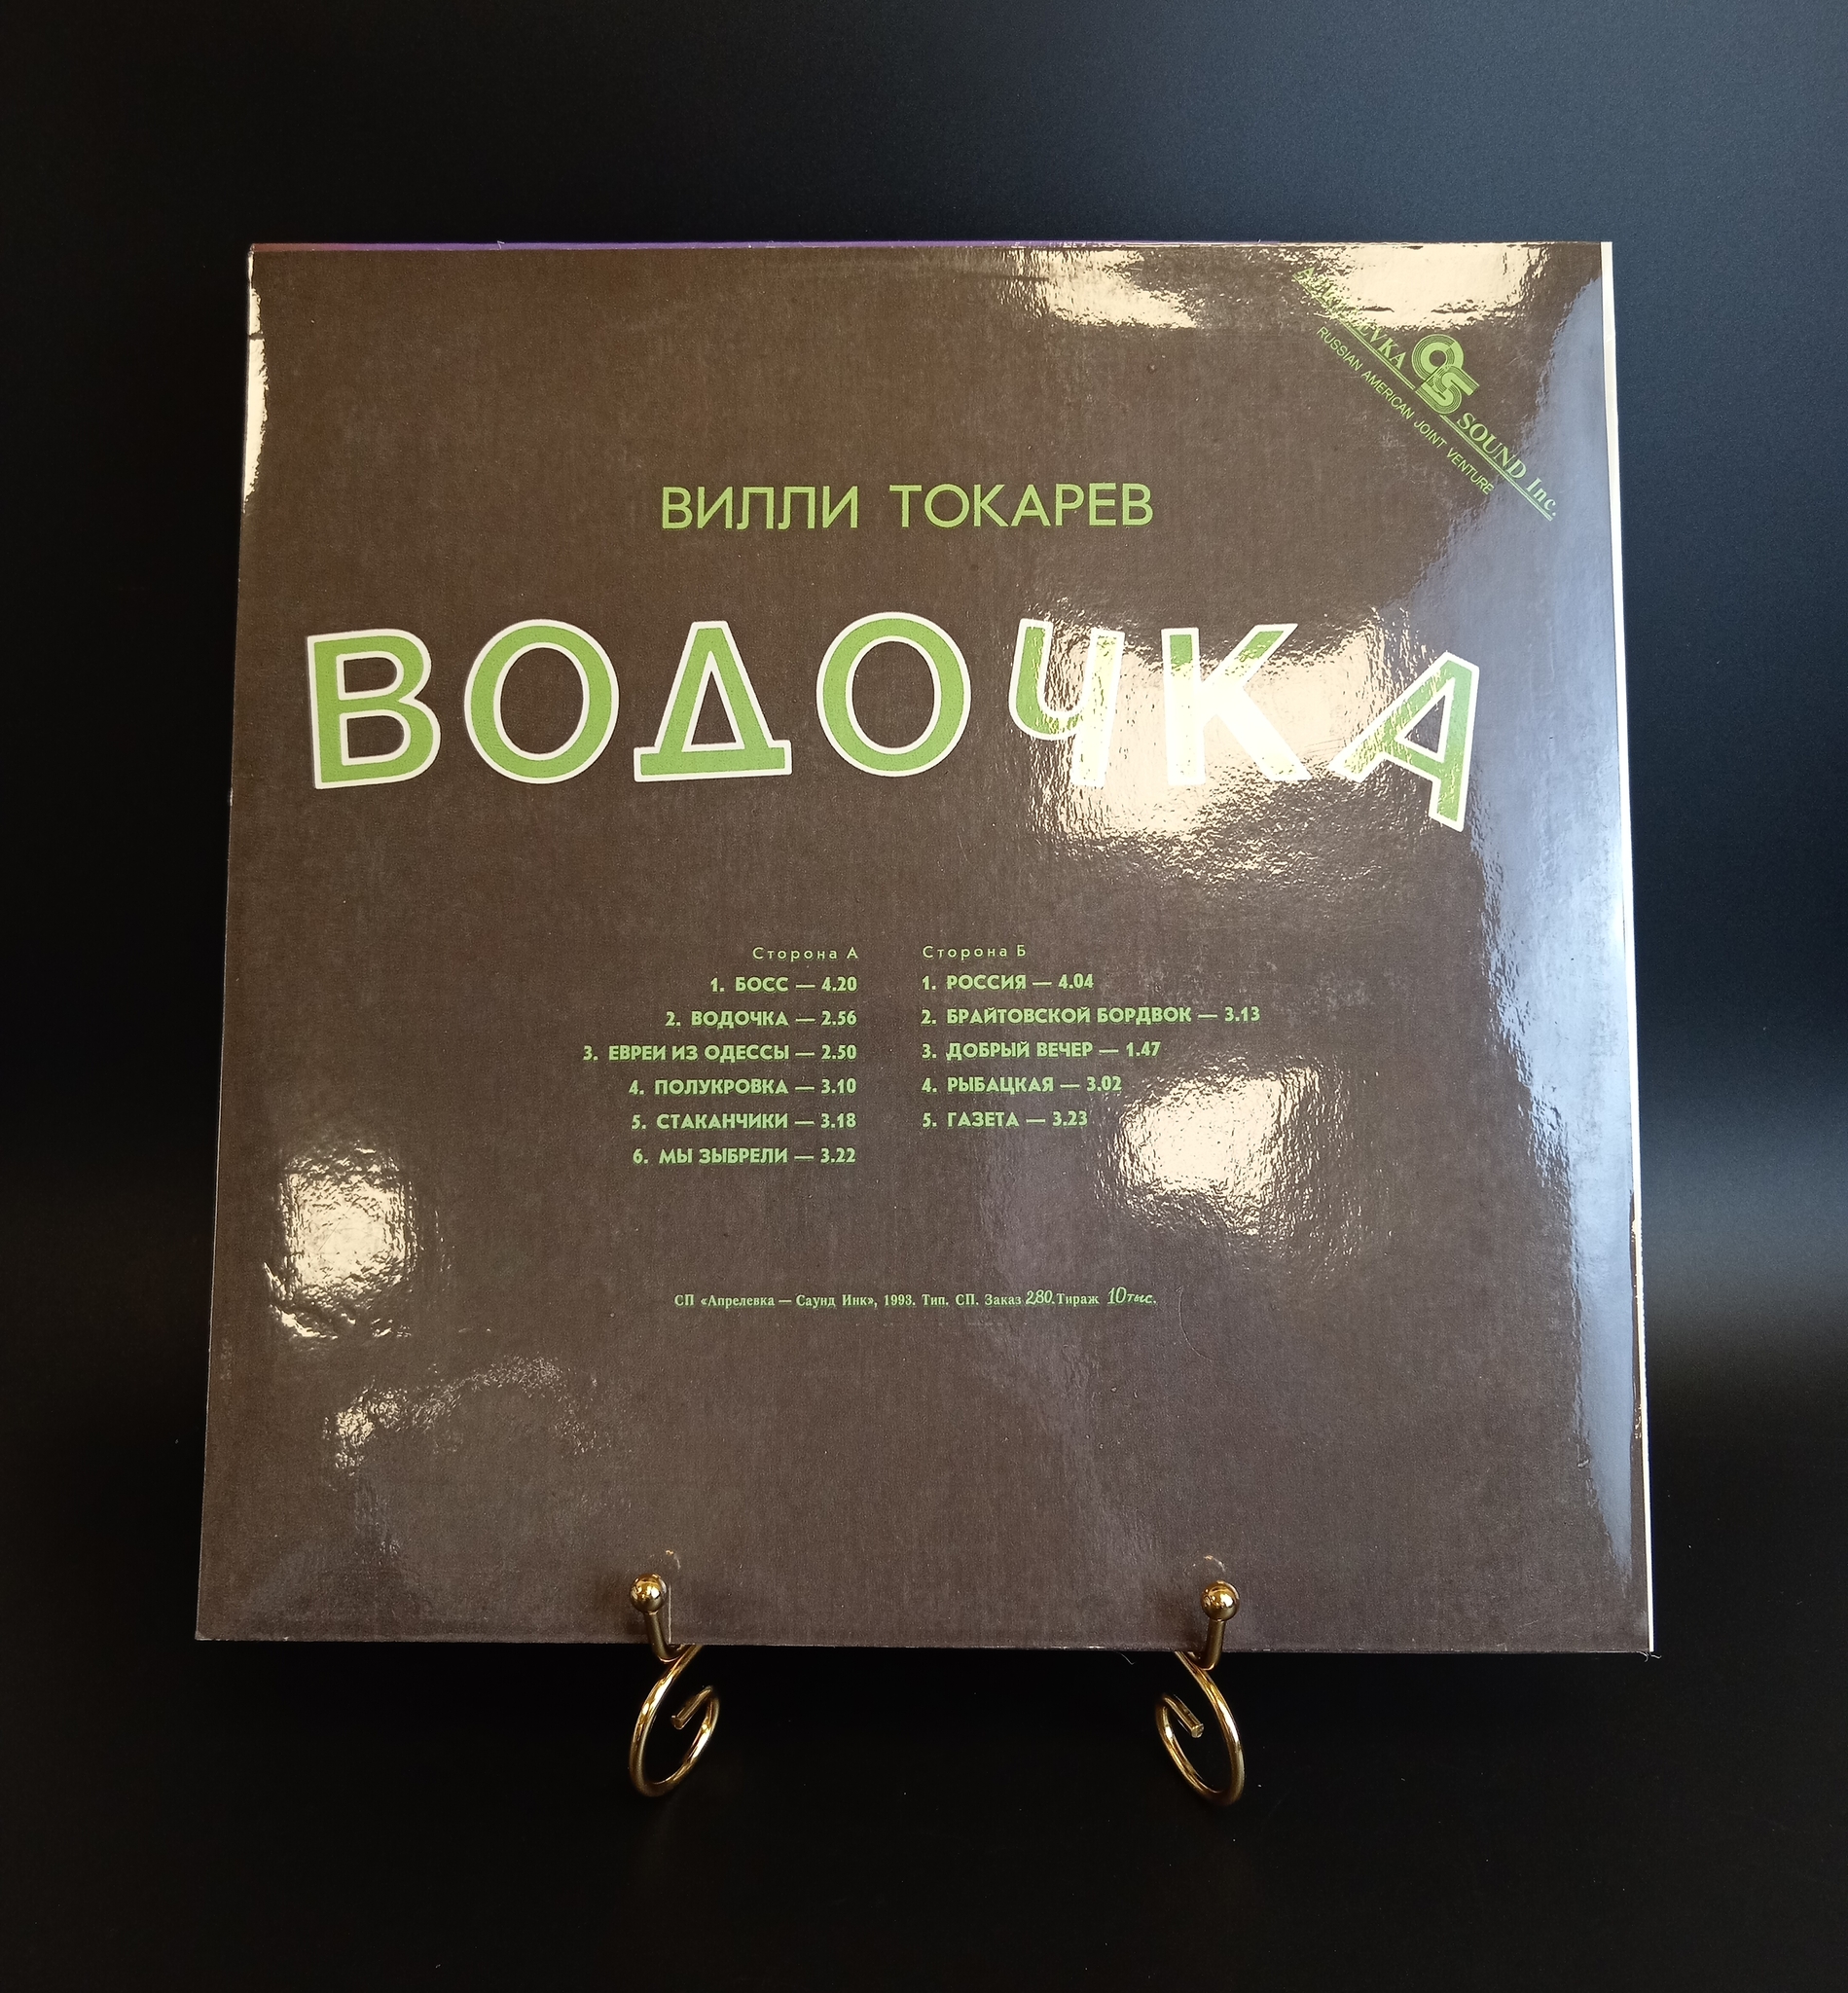 SOUND Inc.
RUSSIAN AMERICAN JOINT VENTURE
ВИЛЛИ ТОКАРЕВ
ВОДОЧКА
Сторона А
1. БОСС — 4.20
2. ВОДОЧКА — 2.56
3. ЕВРЕИ ИЗ ОДЕССЫ — 2.50
4. ПОЛУКРОВКА — 3.10
5. СТАКАНЧИКИ — 3.18
6. МЫ ЗЫБРЕЛИ — 3.22
Сторона Б
1. РОССИЯ — 4.04
2. БРАЙТОВСКОЙ БОРДВОК — 3.13
3. ДОБРЫЙ ВЕЧЕР — 1.47
4. РЫБАЦКАЯ — 3.02
5. ГАЗЕТА — 3.23
СП «Апрелевка — Саунд Инк», 1993. Тип. СП. Заказ 280. Тираж 10 тыс.